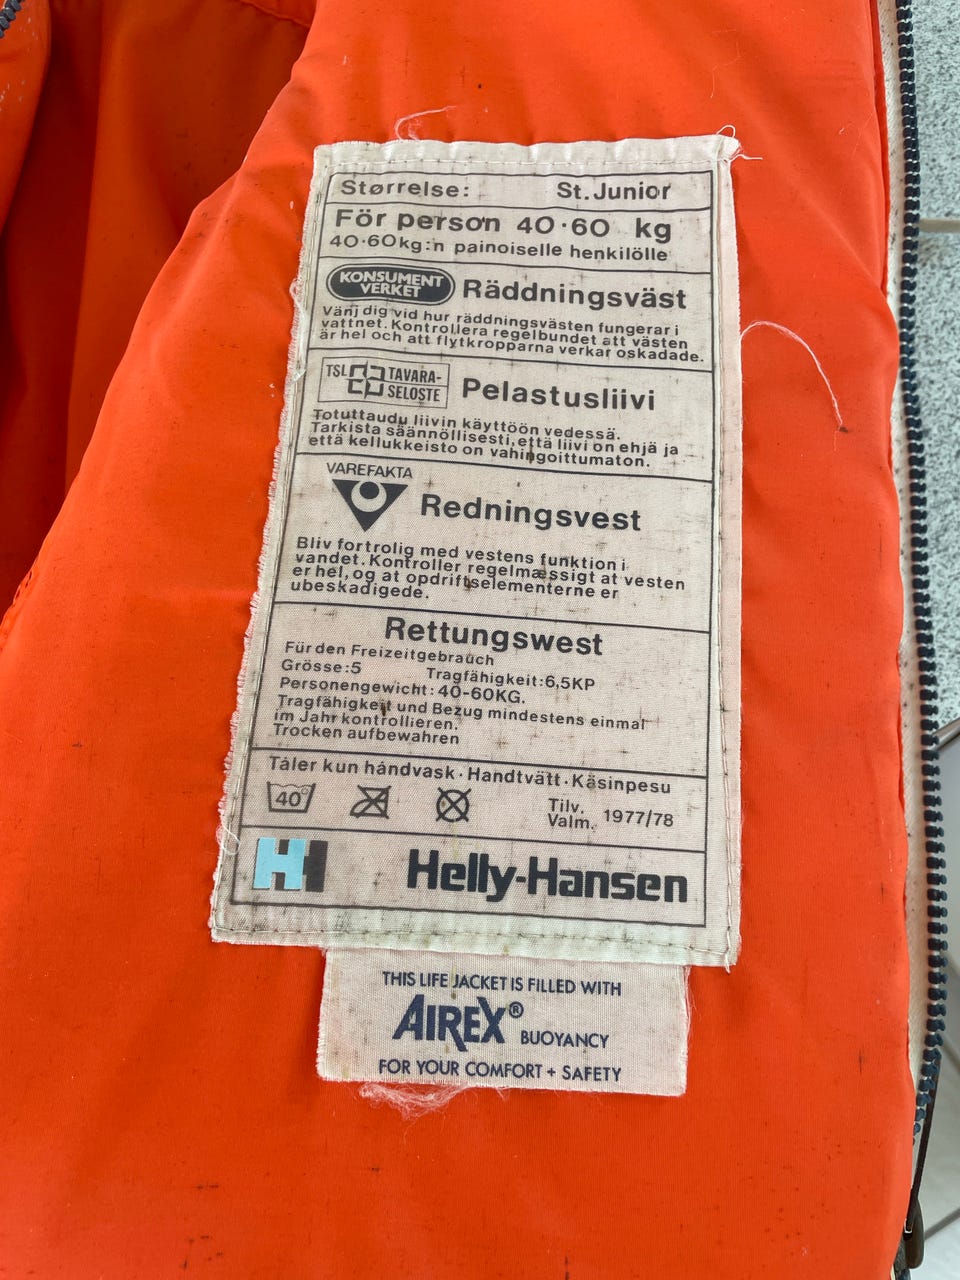 Størrelse: St. Junior
För person 40·60 kg
40·60kg:n painoiselle henkilölle
KONSUMENT VERKET
Räddningsväst
Vänj dig vid hur räddningsvästen fungerar i
vattnet. Kontrollera regelbundet att västen
är hel och att flytkropparna verkar oskadade.
TSL TAVARA-
SELOSTE
Pelastusliivi
Totuttaudu liivin käyttöön vedessä.
Tarkista säännöllisesti, että liivi on ehjä ja
että kellukkeisto on vahingoittumaton.
VAREFAKTA
Redningsvest
Bliv fortrolig med vestens funktion i
vandet. Kontroller regelmæssigt at vesten
er hel, og at opdriftselementerne er
ubeskadigede.
Rettungswest
Für den Freizeitgebrauch
Grösse:5 Tragfähigkeit:6,5KP
Personengewicht: 40-60KG.
Tragfähigkeit und Bezug mindestens einmal
im Jahr kontrollieren.
Trocken aufbewahren
Tåler kun håndvask · Handtvätt · Käsinpesu
40°
Tilv.
Valm. 1977/78
HH Helly-Hansen
THIS LIFE JACKET IS FILLED WITH
AIREX® BUOYANCY
FOR YOUR COMFORT + SAFETY